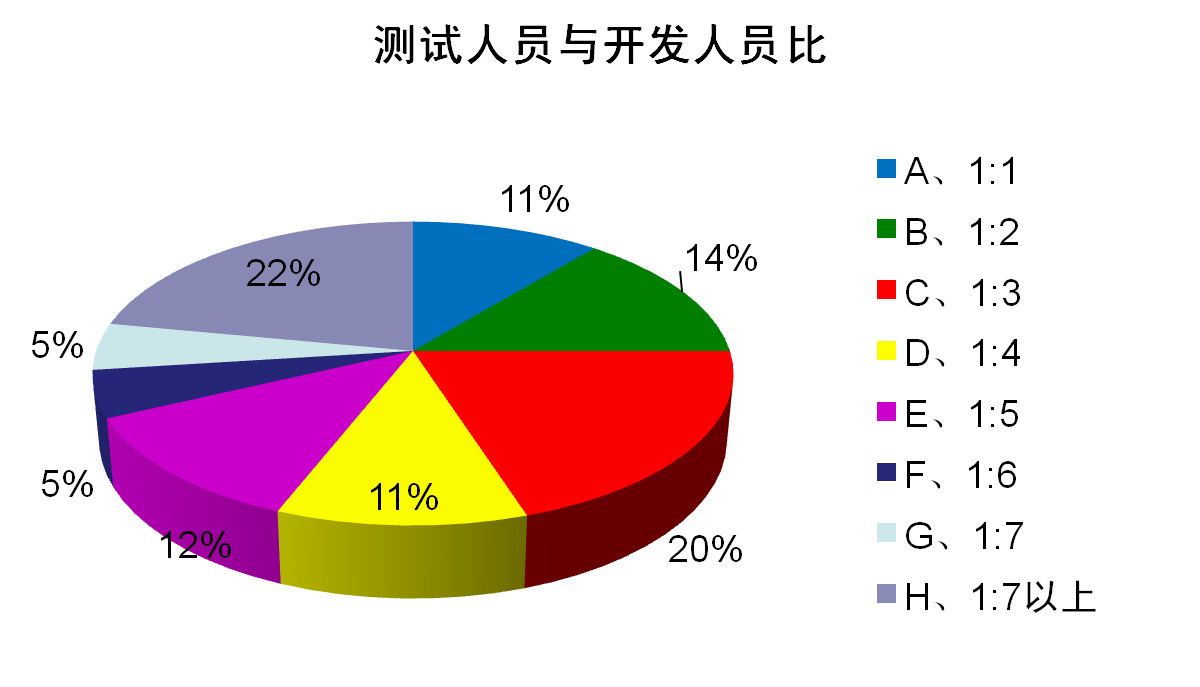 测试人员与开发人员比
11%
14%
20%
11%
12%
5%
5%
22%
A、1:1
B、1:2
C、1:3
D、1:4
E、1:5
F、1:6
G、1:7
H、1:7以上